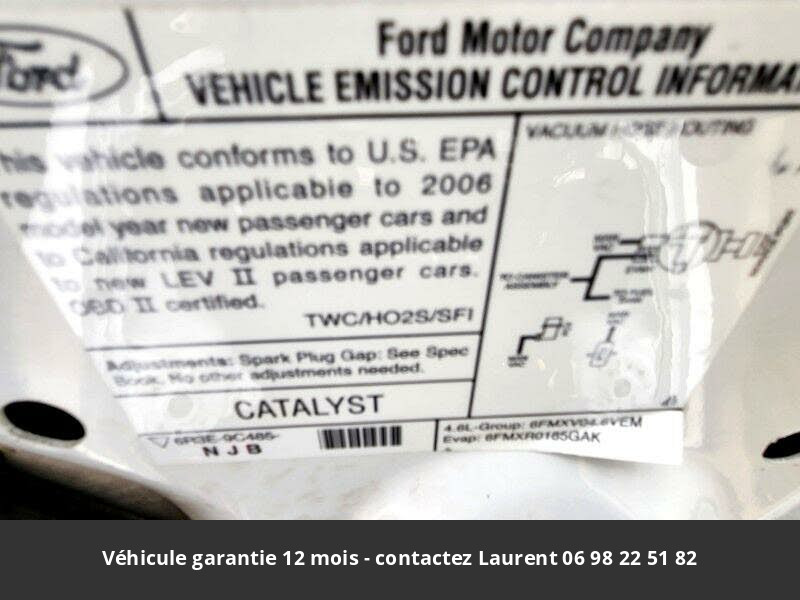 Ford
Ford Motor Company
VEHICLE EMISSION CONTROL INFORMA
his vehicle conforms to U.S. EPA
regulations applicable to 2006
model year new passenger cars and
to California regulations applicable
to new LEV II passenger cars.
OBD II certified.
TWC/HO2S/SFI
VACUUM HOSE ROUTING
Adjustments: Spark Plug Gap: See Spec
Book. No other adjustments needed.
CATALYST
6R3E-9C485-
N J B
4.6L-Group: 6FMXV04.6VEM
Evap: 6FMXR0165GAK
Véhicule garantie 12 mois - contactez Laurent 06 98 22 51 82